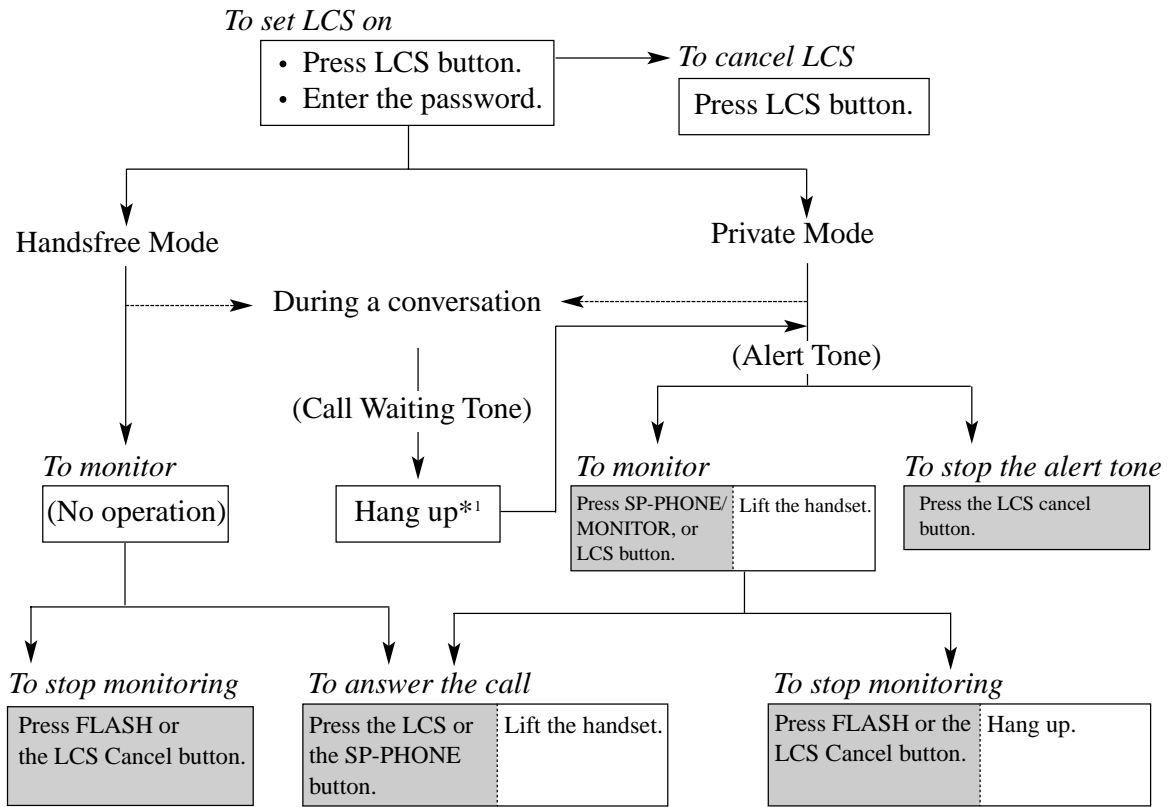 To set LCS on
• Press LCS button.
• Enter the password.
To cancel LCS
Press LCS button.
Handsfree Mode
Private Mode
During a conversation
(Alert Tone)
(Call Waiting Tone)
To monitor
(No operation)
Hang up*1
To monitor
Press SP-PHONE/
MONITOR, or
LCS button.
Lift the handset.
To stop the alert tone
Press the LCS cancel
button.
To stop monitoring
Press FLASH or
the LCS Cancel button.
To answer the call
Press the LCS or
the SP-PHONE
button.
Lift the handset.
To stop monitoring
Press FLASH or the
LCS Cancel button.
Hang up.